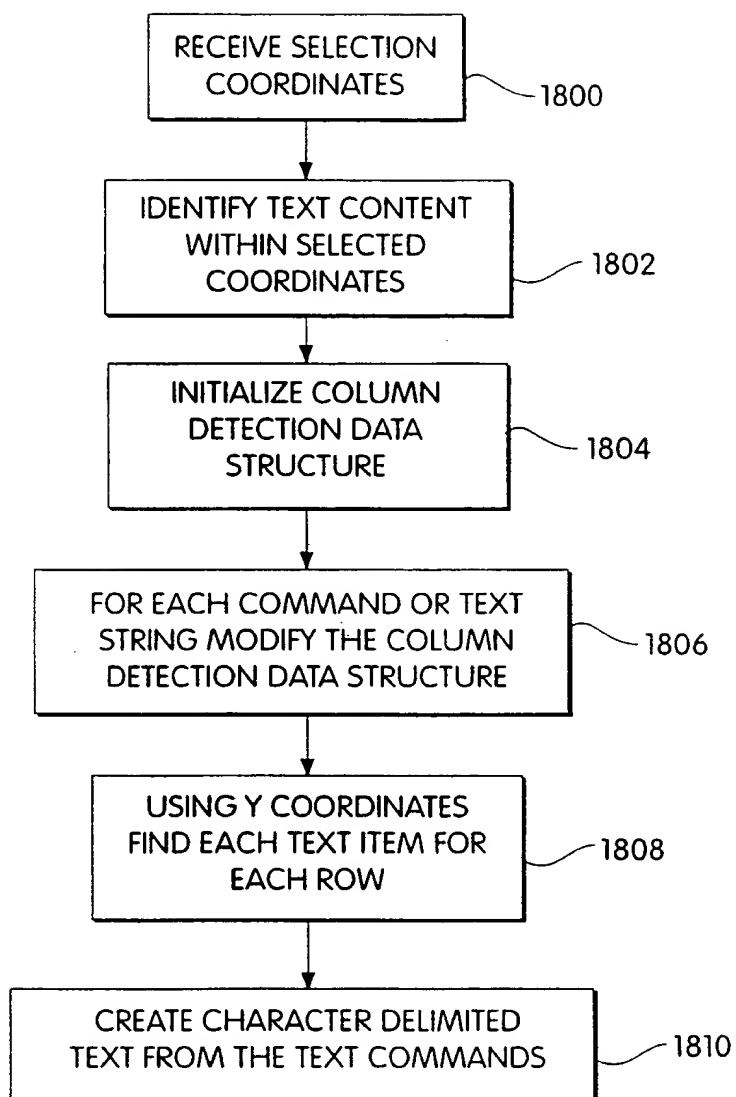 RECEIVE SELECTION
COORDINATES
1800
IDENTIFY TEXT CONTENT
WITHIN SELECTED
COORDINATES
1802
INITIALIZE COLUMN
DETECTION DATA
STRUCTURE
1804
FOR EACH COMMAND OR TEXT
STRING MODIFY THE COLUMN
DETECTION DATA STRUCTURE
1806
USING Y COORDINATES
FIND EACH TEXT ITEM FOR
EACH ROW
1808
CREATE CHARACTER DELIMITED
TEXT FROM THE TEXT COMMANDS
1810